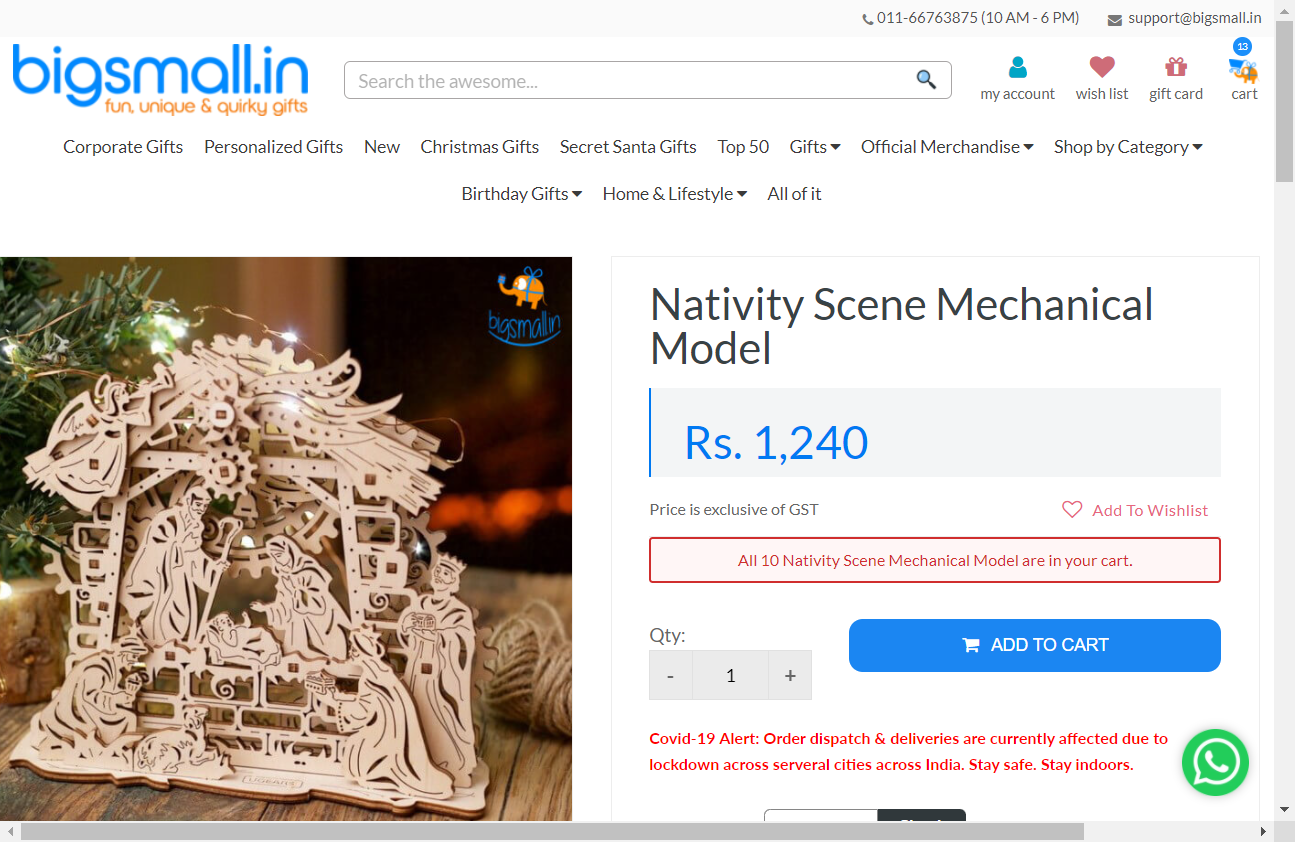 011-66763875 (10 AM - 6 PM)
support@bigsmall.in
bigsmall.in
fun, unique & quirky gifts
Search the awesome...
my account
wish list
gift card
13
cart
Corporate Gifts
Personalized Gifts
New
Christmas Gifts
Secret Santa Gifts
Top 50
Gifts
Official Merchandise
Shop by Category
Birthday Gifts
Home & Lifestyle
All of it
bigsmall.in
UGEARS
Nativity Scene Mechanical
Model
Rs. 1,240
Price is exclusive of GST
Add To Wishlist
All 10 Nativity Scene Mechanical Model are in your cart.
Qty:
- 1 +
ADD TO CART
Covid-19 Alert: Order dispatch & deliveries are currently affected due to
lockdown across serveral cities across India. Stay safe. Stay indoors.